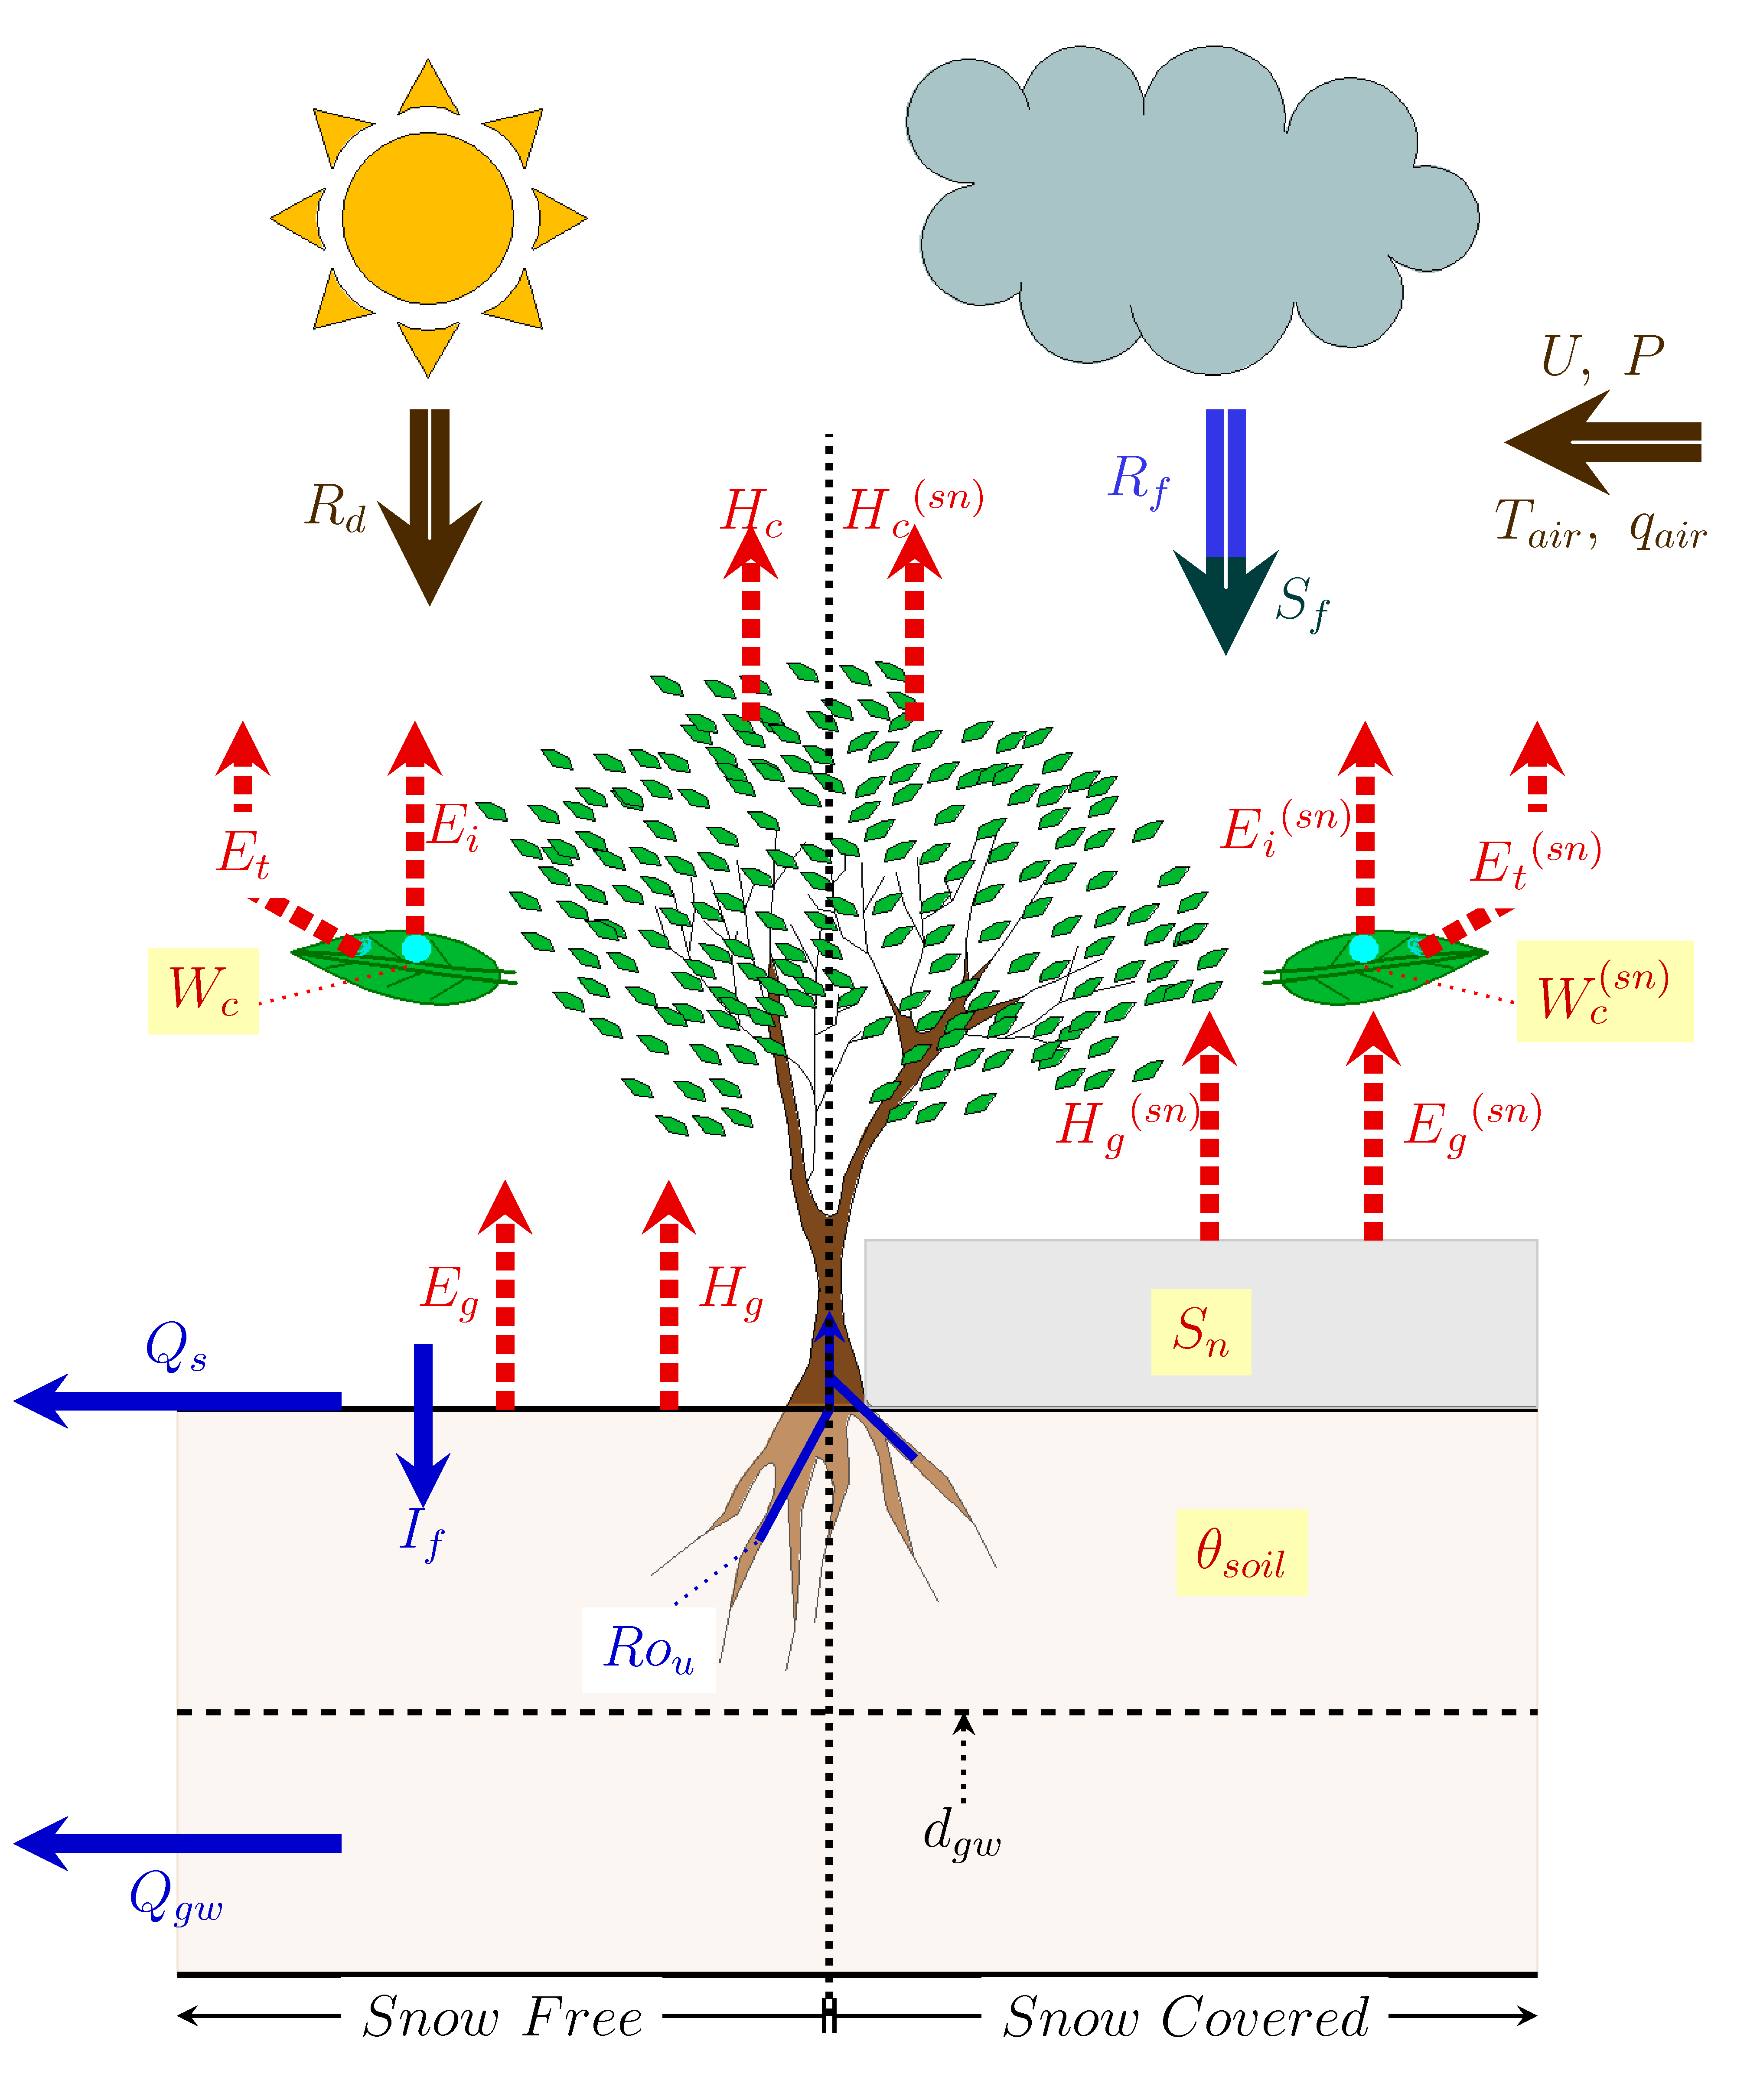 U, P
R_d
H_c
H_c^(sn)
R_f
T_air, q_air
S_f
E_t
E_i
E_i^(sn)
E_t^(sn)
W_c
W_c^(sn)
H_g^(sn)
E_g^(sn)
E_g
H_g
Q_s
S_n
I_f
θ_soil
Ro_u
d_gw
Q_gw
Snow Free
Snow Covered